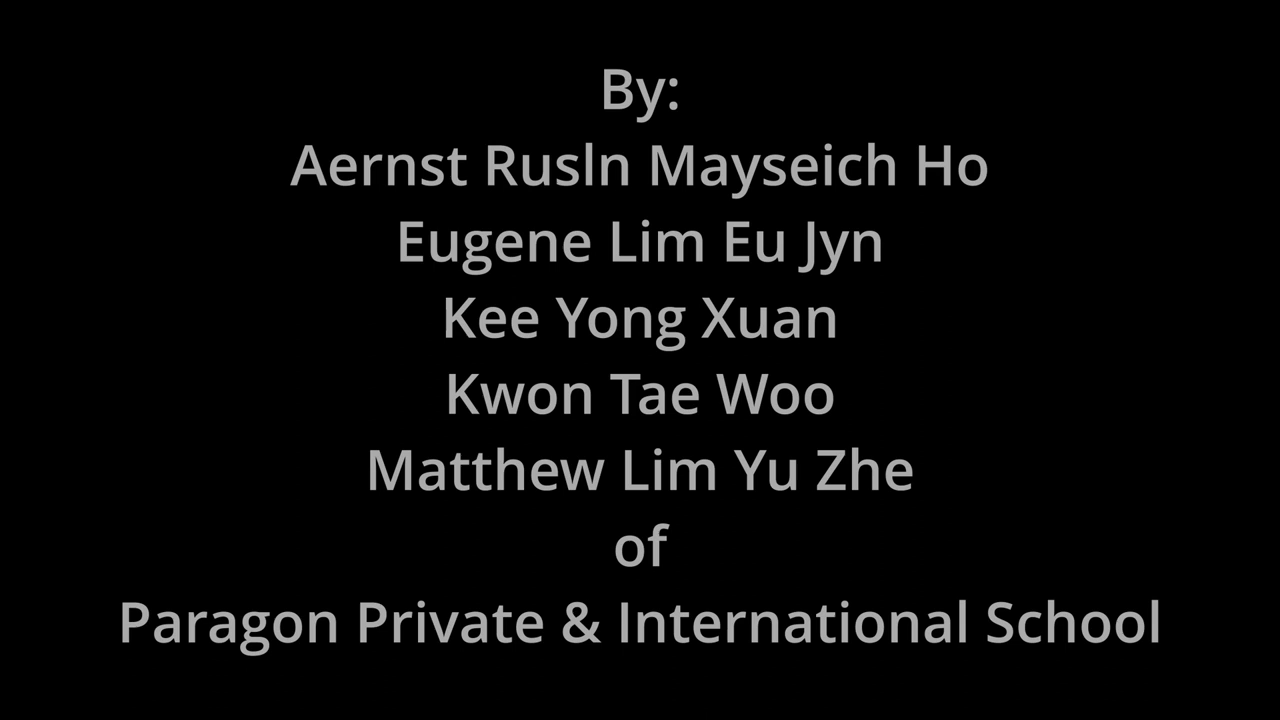 By:
Aernst Rusln Mayseich Ho
Eugene Lim Eu Jyn
Kee Yong Xuan
Kwon Tae Woo
Matthew Lim Yu Zhe
of
Paragon Private & International School